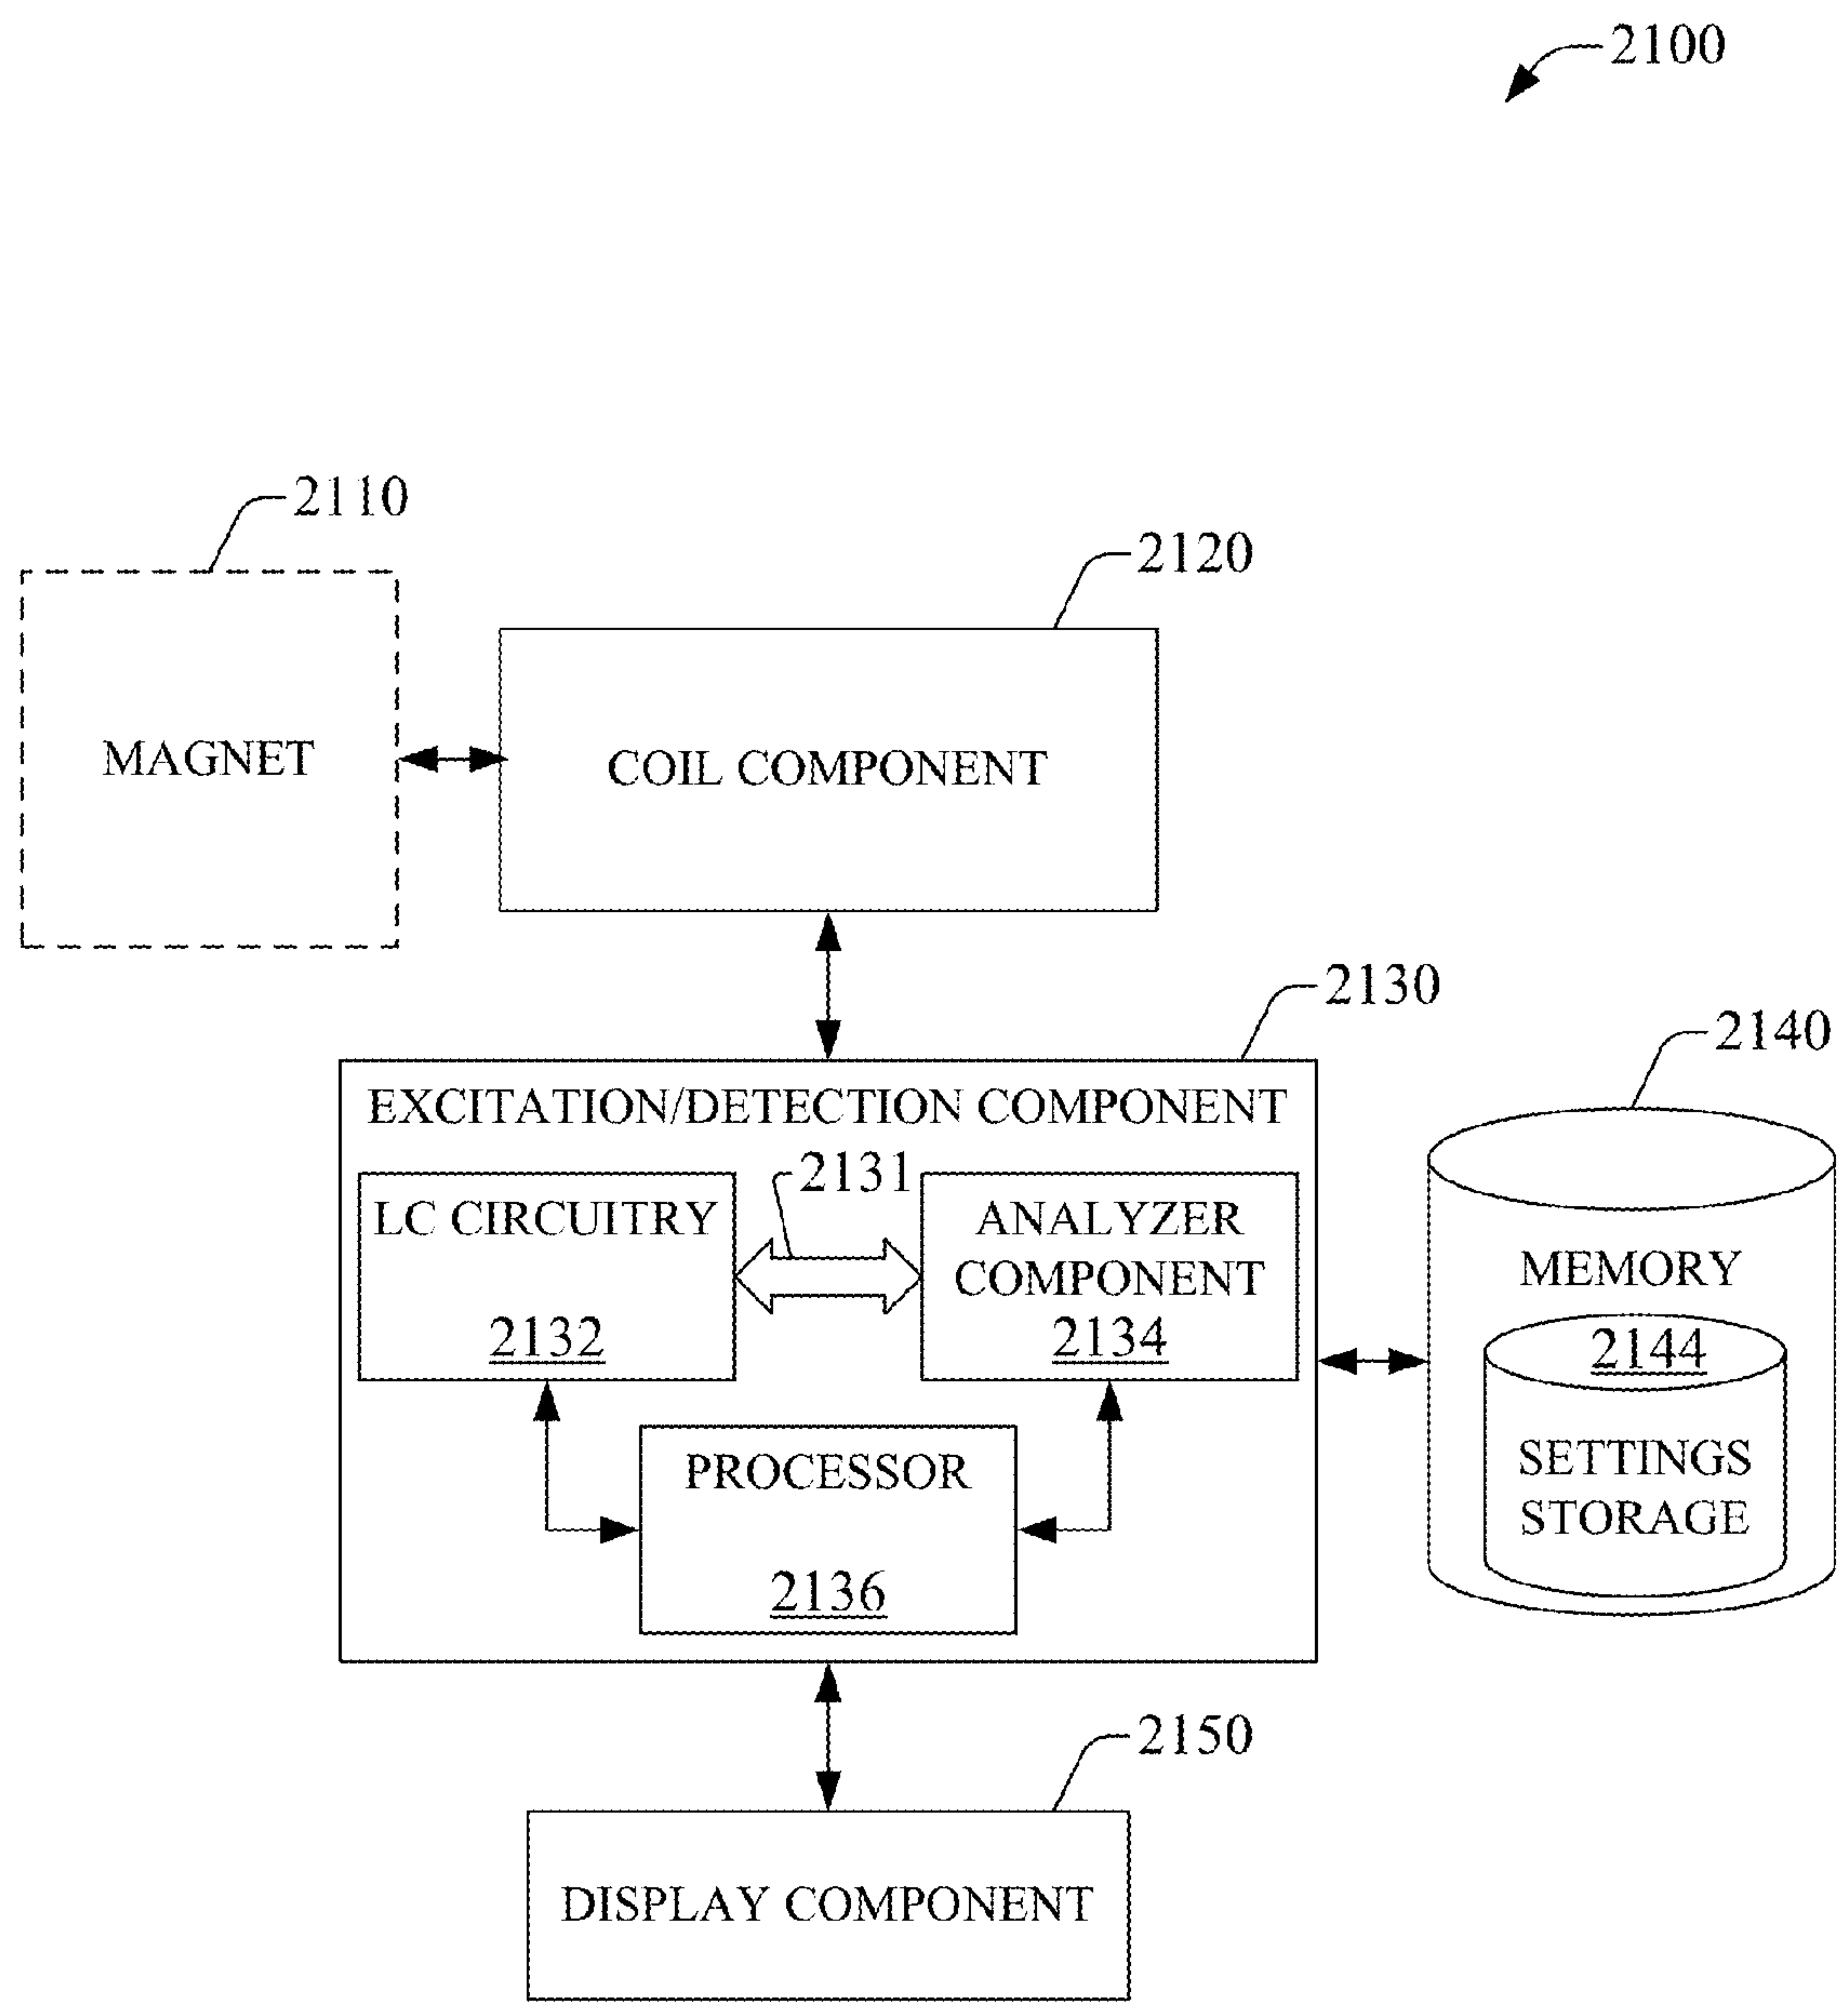 2100
2110
2120
MAGNET
COIL COMPONENT
2130
2140
EXCITATION/DETECTION COMPONENT
2131
LC CIRCUITRY
2132
ANALYZER
COMPONENT
2134
MEMORY
2144
SETTINGS
STORAGE
PROCESSOR
2136
2150
DISPLAY COMPONENT